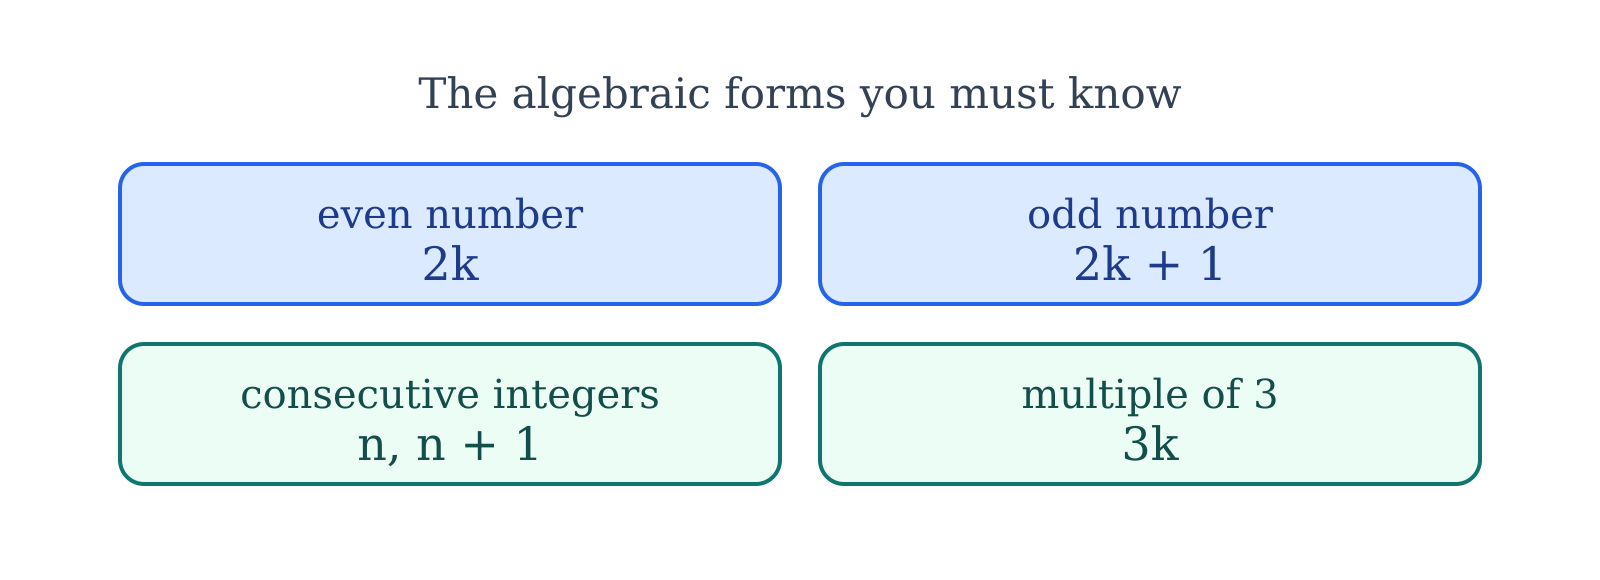 The algebraic forms you must know
even number
2k
odd number
2k + 1
consecutive integers
n, n + 1
multiple of 3
3k